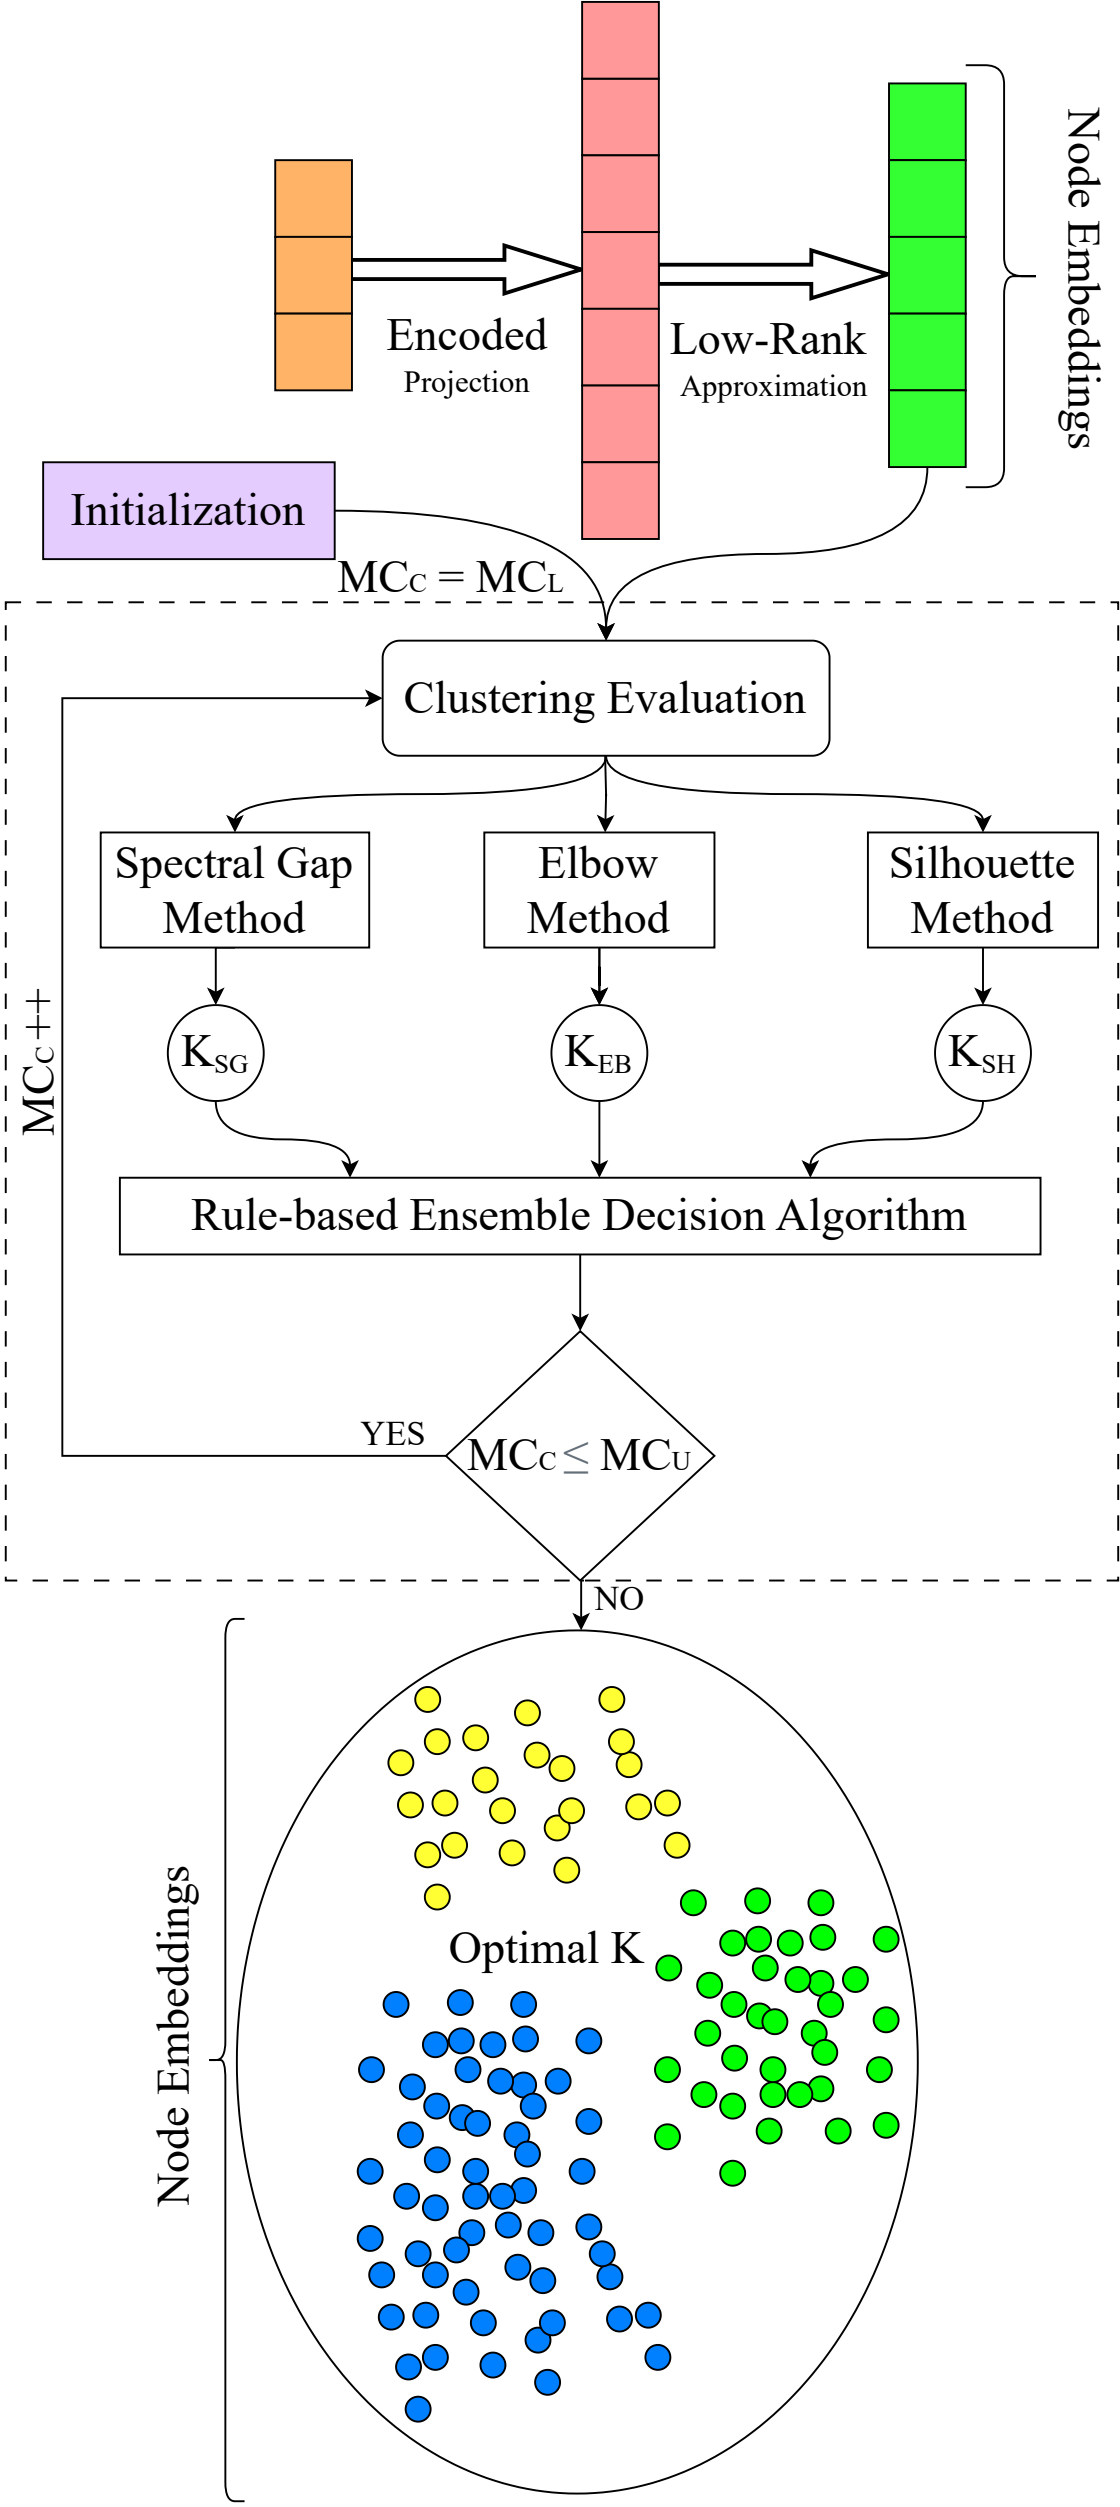 Node Embeddings
Encoded
Projection
Low-Rank
Approximation
Initialization
MCC = MCL
Clustering Evaluation
Spectral Gap
Method
Elbow
Method
Silhouette
Method
MCC++
KSG
KEB
KSH
Rule-based Ensemble Decision Algorithm
YES
MCC ≤ MCU
NO
Node Embeddings
Optimal K